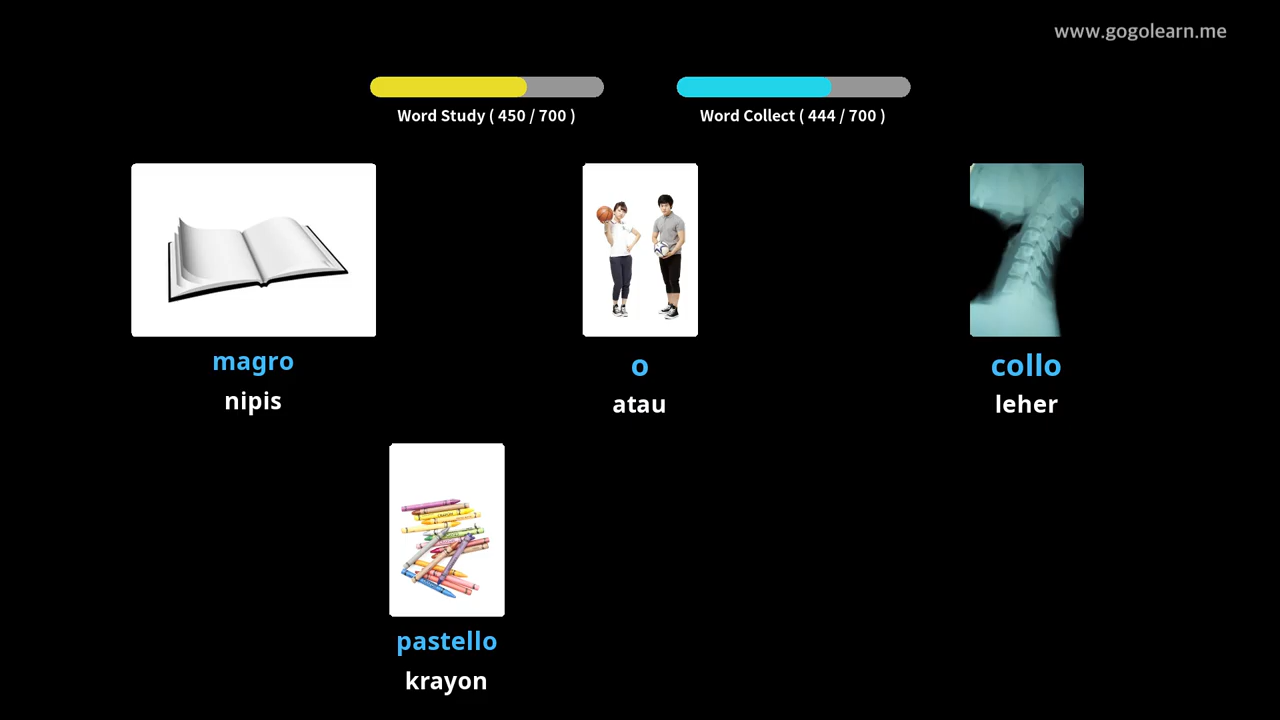 www.gogolearn.me
Word Study ( 450 / 700 )
Word Collect ( 444 / 700 )
magro
nipis
o
atau
collo
leher
pastello
krayon